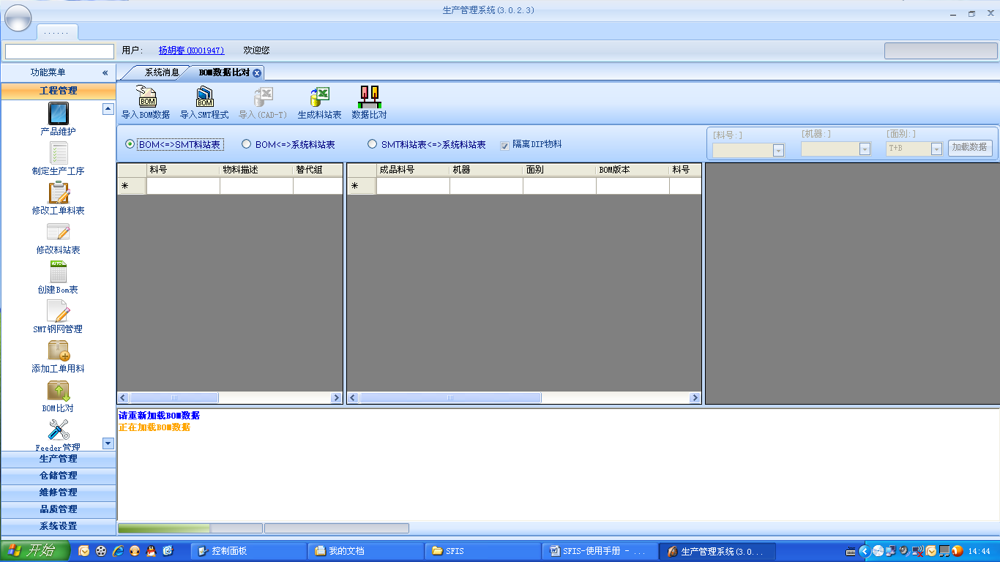 生产管理系统(3.0.2.3)
......
用户: 杨胡春(K001947) 欢迎您
功能菜单 «
系统消息 BOM数据比对
工程管理
产品维护
制定生产工序
修改工单料表
修改料站表
创建Bom表
SMT钢网管理
添加工单用料
BOM比对
Feeder管理
生产管理
仓储管理
维修管理
品质管理
系统设置
导入BOM数据 导入SMT程式 导入(CAD-T) 生成料站表 数据比对
BOM<=>SMT料站表 BOM<=>系统料站表 SMT料站表<=>系统料站表 隔离DIP物料
[料号:] [机器:] [面别:]
T+B 加载数据
料号 物料描述 替代组
成品料号 机器 面别 BOM版本 料号
请重新加载BOM数据
正在加载BOM数据
开始 控制面板 我的文档 SFIS SFIS-使用手册 - ... 生产管理系统(3.0... 14:44